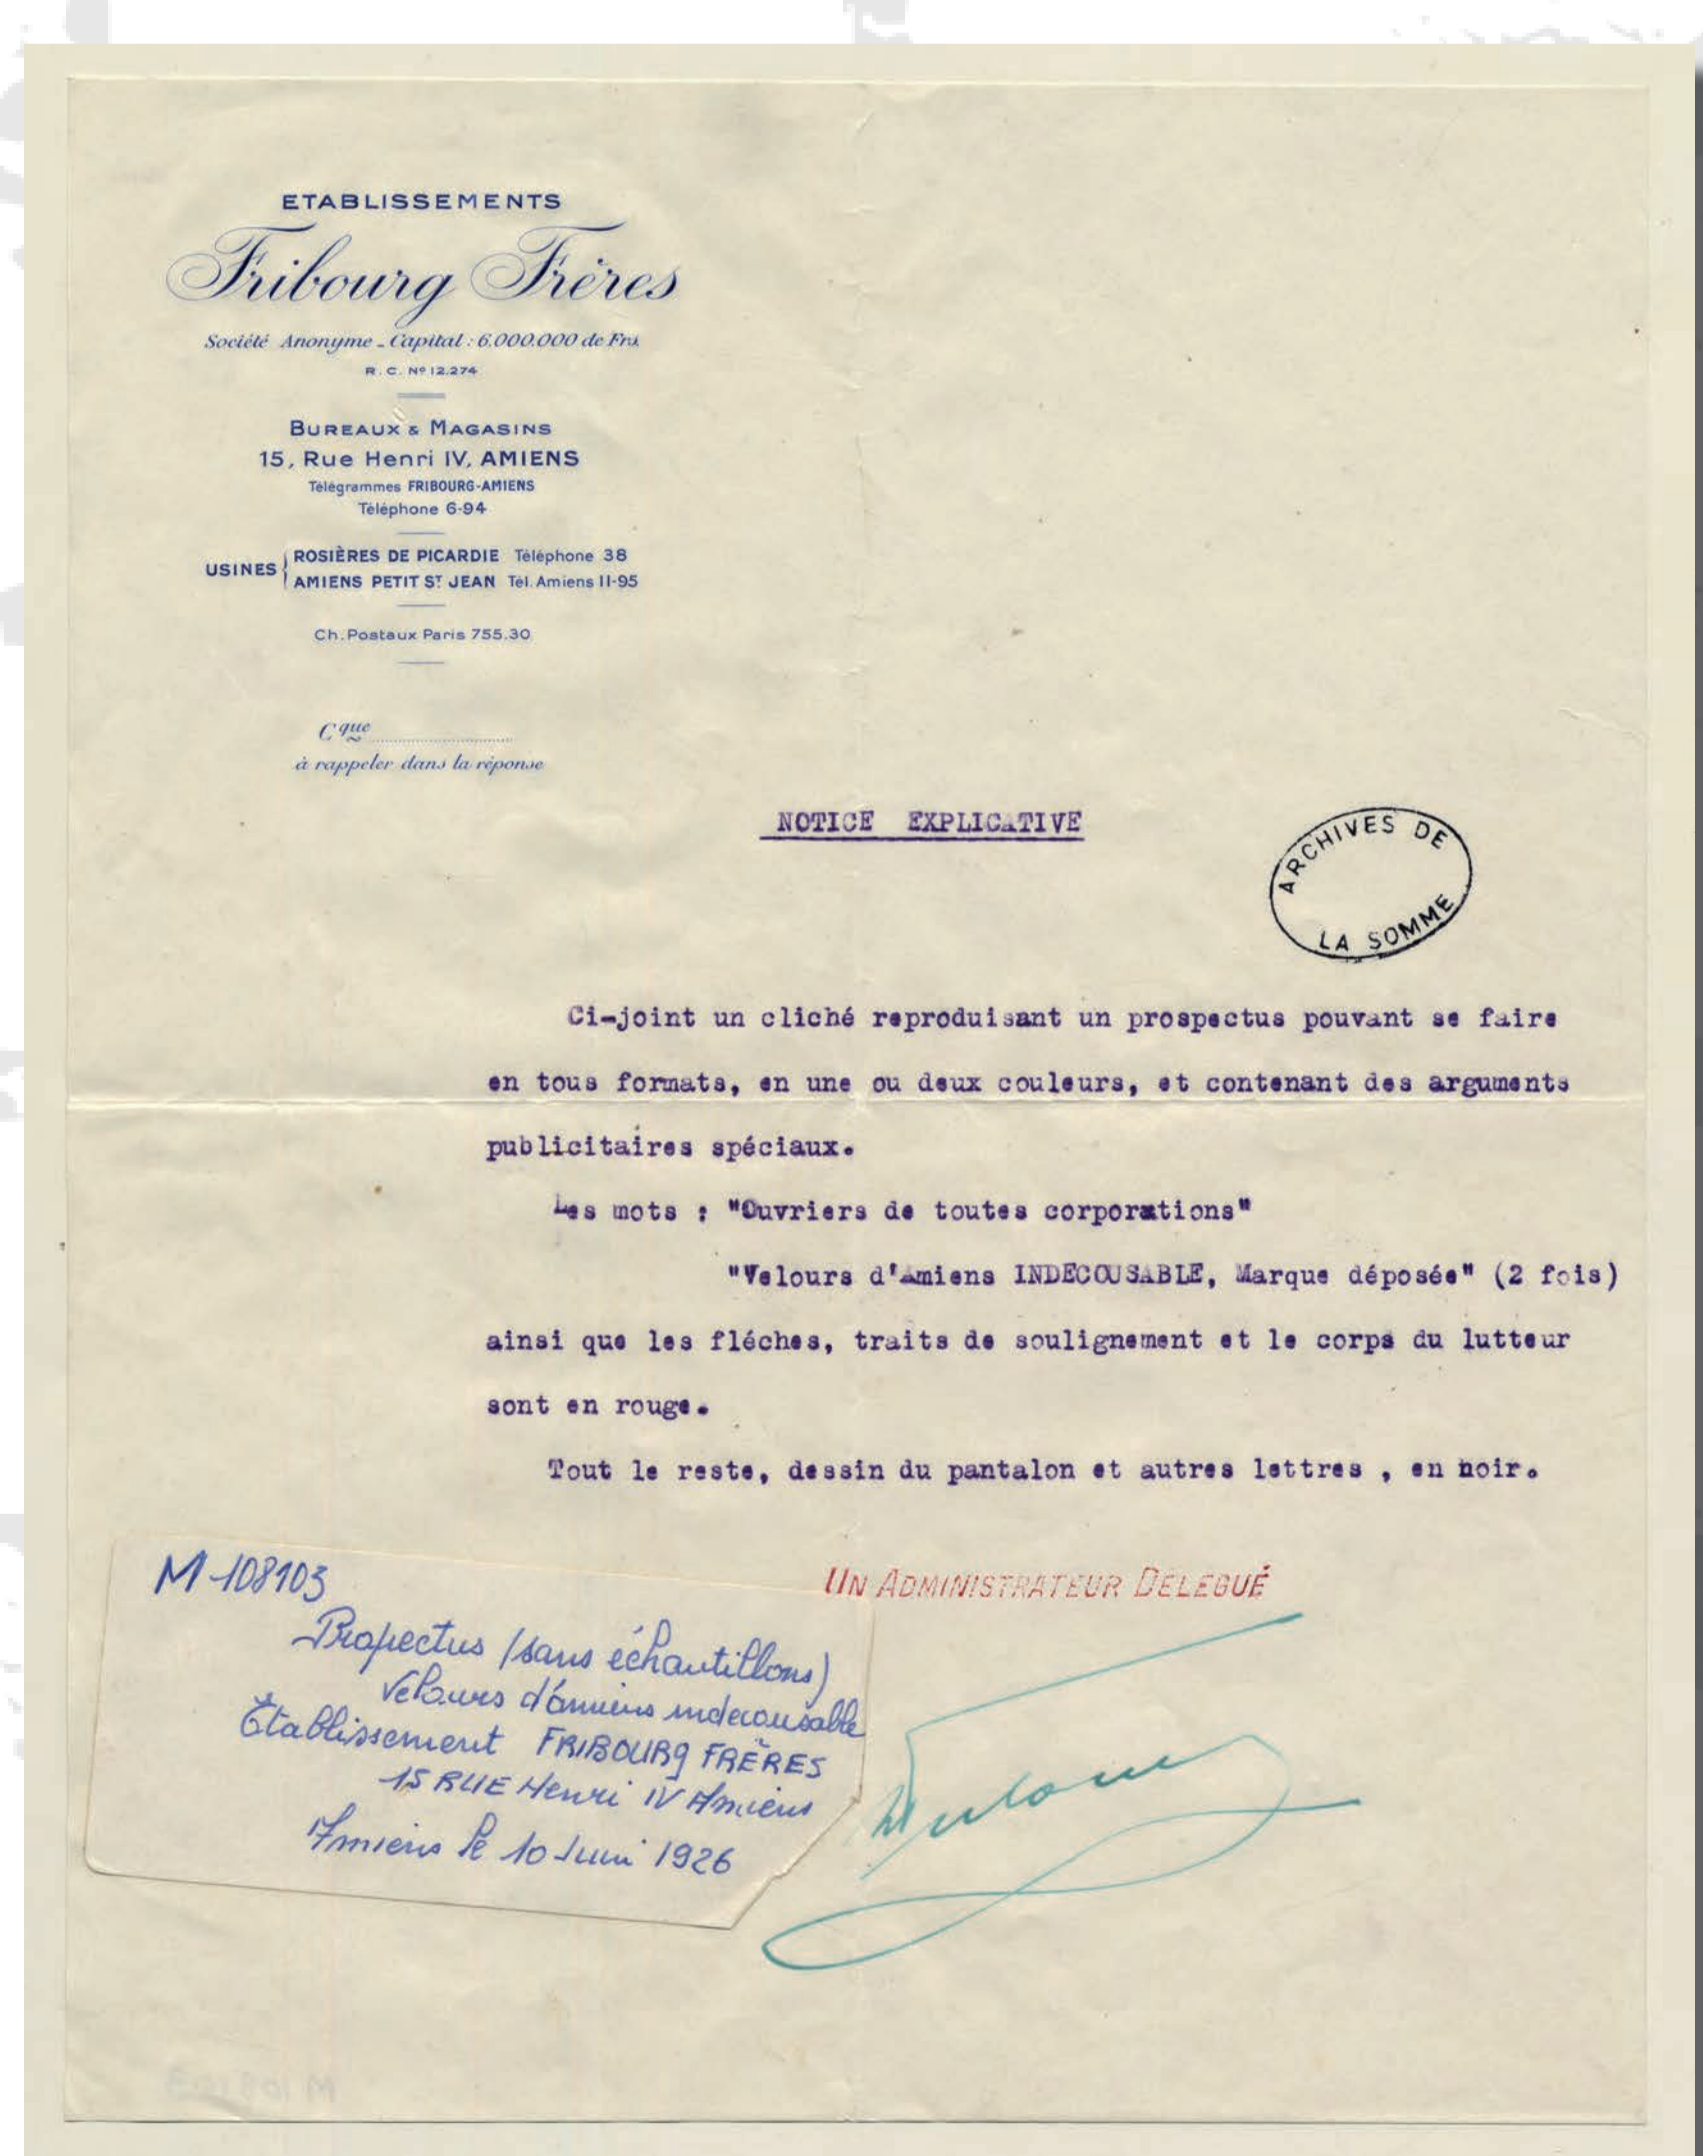 ETABLISSEMENTS
Fribourg Frères
Société Anonyme - Capital : 6.000.000 de Frs.
R. C. Nº 12.274
BUREAUX & MAGASINS
15, Rue Henri IV, AMIENS
Télégrammes FRIBOURG-AMIENS
Téléphone 6-94
USINES { ROSIÈRES DE PICARDIE Téléphone 38
AMIENS PETIT ST JEAN Tél. Amiens 11-95
Ch. Postaux Paris 755.30
Cque ..............................
à rappeler dans la réponse
NOTICE EXPLICATIVE
ARCHIVES DE
LA SOMME
Ci-joint un cliché reproduisant un prospectus pouvant se faire
en tous formats, en une ou deux couleurs, et contenant des arguments
publicitaires spéciaux.
Les mots : "Ouvriers de toutes corporations"
"Velours d'Amiens INDECOUSABLE, Marque déposée" (2 fois)
ainsi que les fléches, traits de soulignement et le corps du lutteur
sont en rouge.
Tout le reste, dessin du pantalon et autres lettres , en noir.
UN ADMINISTRATEUR DÉLÉGUÉ
M 108103
Propectus (sans échantillons)
Velours d'amiens indecousable
Établissement FRIBOURG FRÈRES
15 RUE Henri IV Amiens
Amiens le 10 Juin 1926